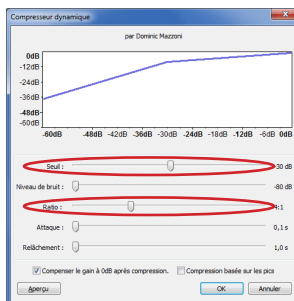 Compresseur dynamique
par Dominic Mazzoni
0dB
-12dB
-24dB
-36dB
-48dB
-60dB
-60dB -48dB -42dB -36dB -30dB -24dB -18dB -12dB -6dB 0dB
Seuil : -30 dB
Niveau de bruit : -80 dB
Ratio : 4:1
Attaque : 0,1 s
Relâchement : 1,0 s
Compenser le gain à 0dB après compression. Compression basée sur les pics
Aperçu OK Annuler